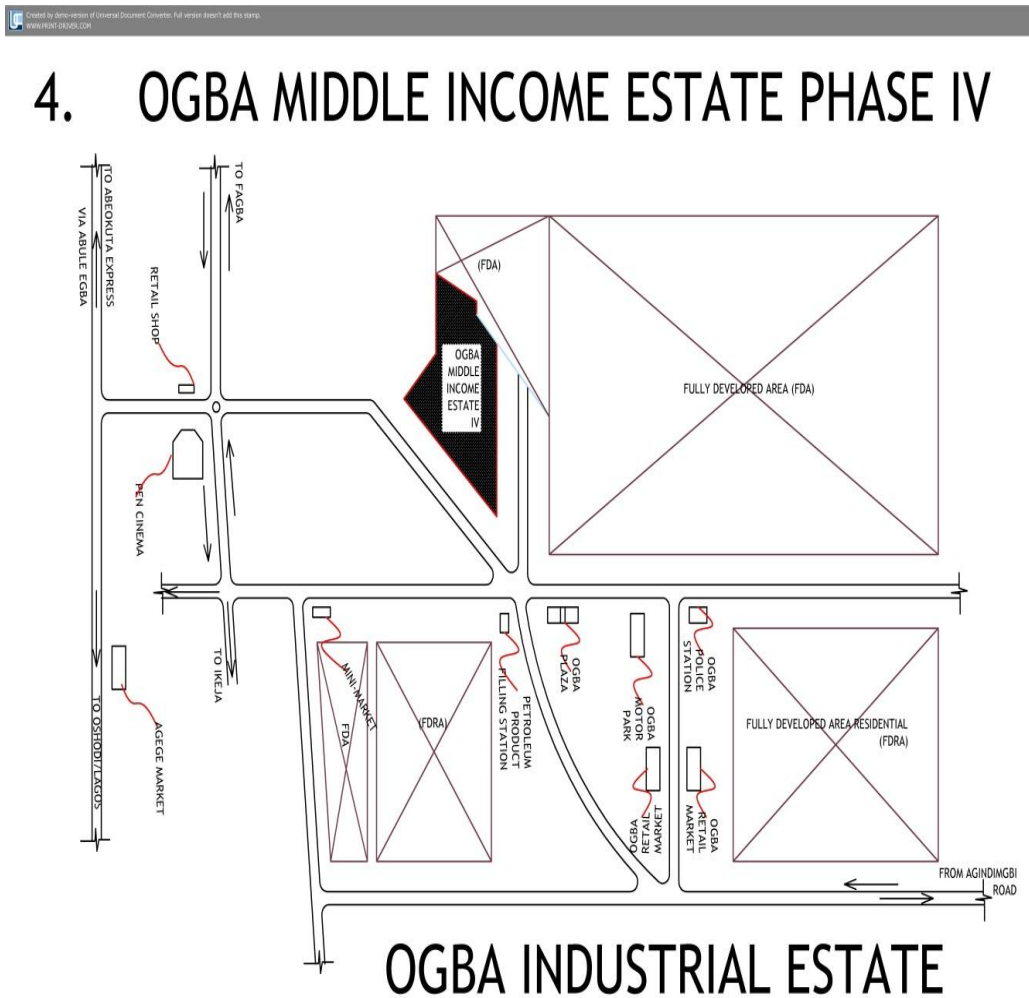 Created by demo-version of Universal Document Converter. Full version doesn't add this stamp.
WWW.PRINT-DRIVER.COM
4. OGBA MIDDLE INCOME ESTATE PHASE IV
TO ABEOKUTA EXPRESS
VIA ABULE EGBA
TO FAGBA
RETAIL SHOP
(FDA)
OGBA
MIDDLE
INCOME
ESTATE
IV
FULLY DEVELOPED AREA (FDA)
PEN CINEMA
TO IKEJA
TO OSHODI/LAGOS
AGEGE MARKET
MINI-MARKET
FDA
(FDRA)
PETROLEUM
PRODUCT
FILLING STATION
OGBA
PLAZA
OGBA
MOTOR
PARK
OGBA
POLICE
STATION
OGBA
RETAIL
MARKET
OGBA
RETAIL
MARKET
FULLY DEVELOPED AREA RESIDENTIAL
(FDRA)
FROM AGINDIMGBI
ROAD
OGBA INDUSTRIAL ESTATE